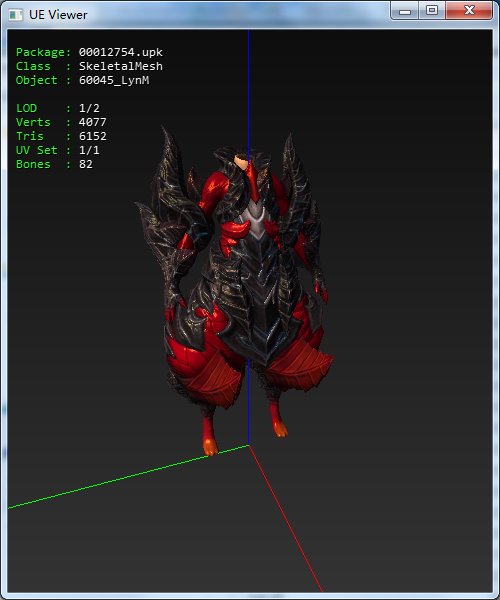 UE Viewer
Package: 00012754.upk
Class : SkeletalMesh
Object : 60045_LynM
LOD : 1/2
Verts : 4077
Tris : 6152
UV Set : 1/1
Bones : 82